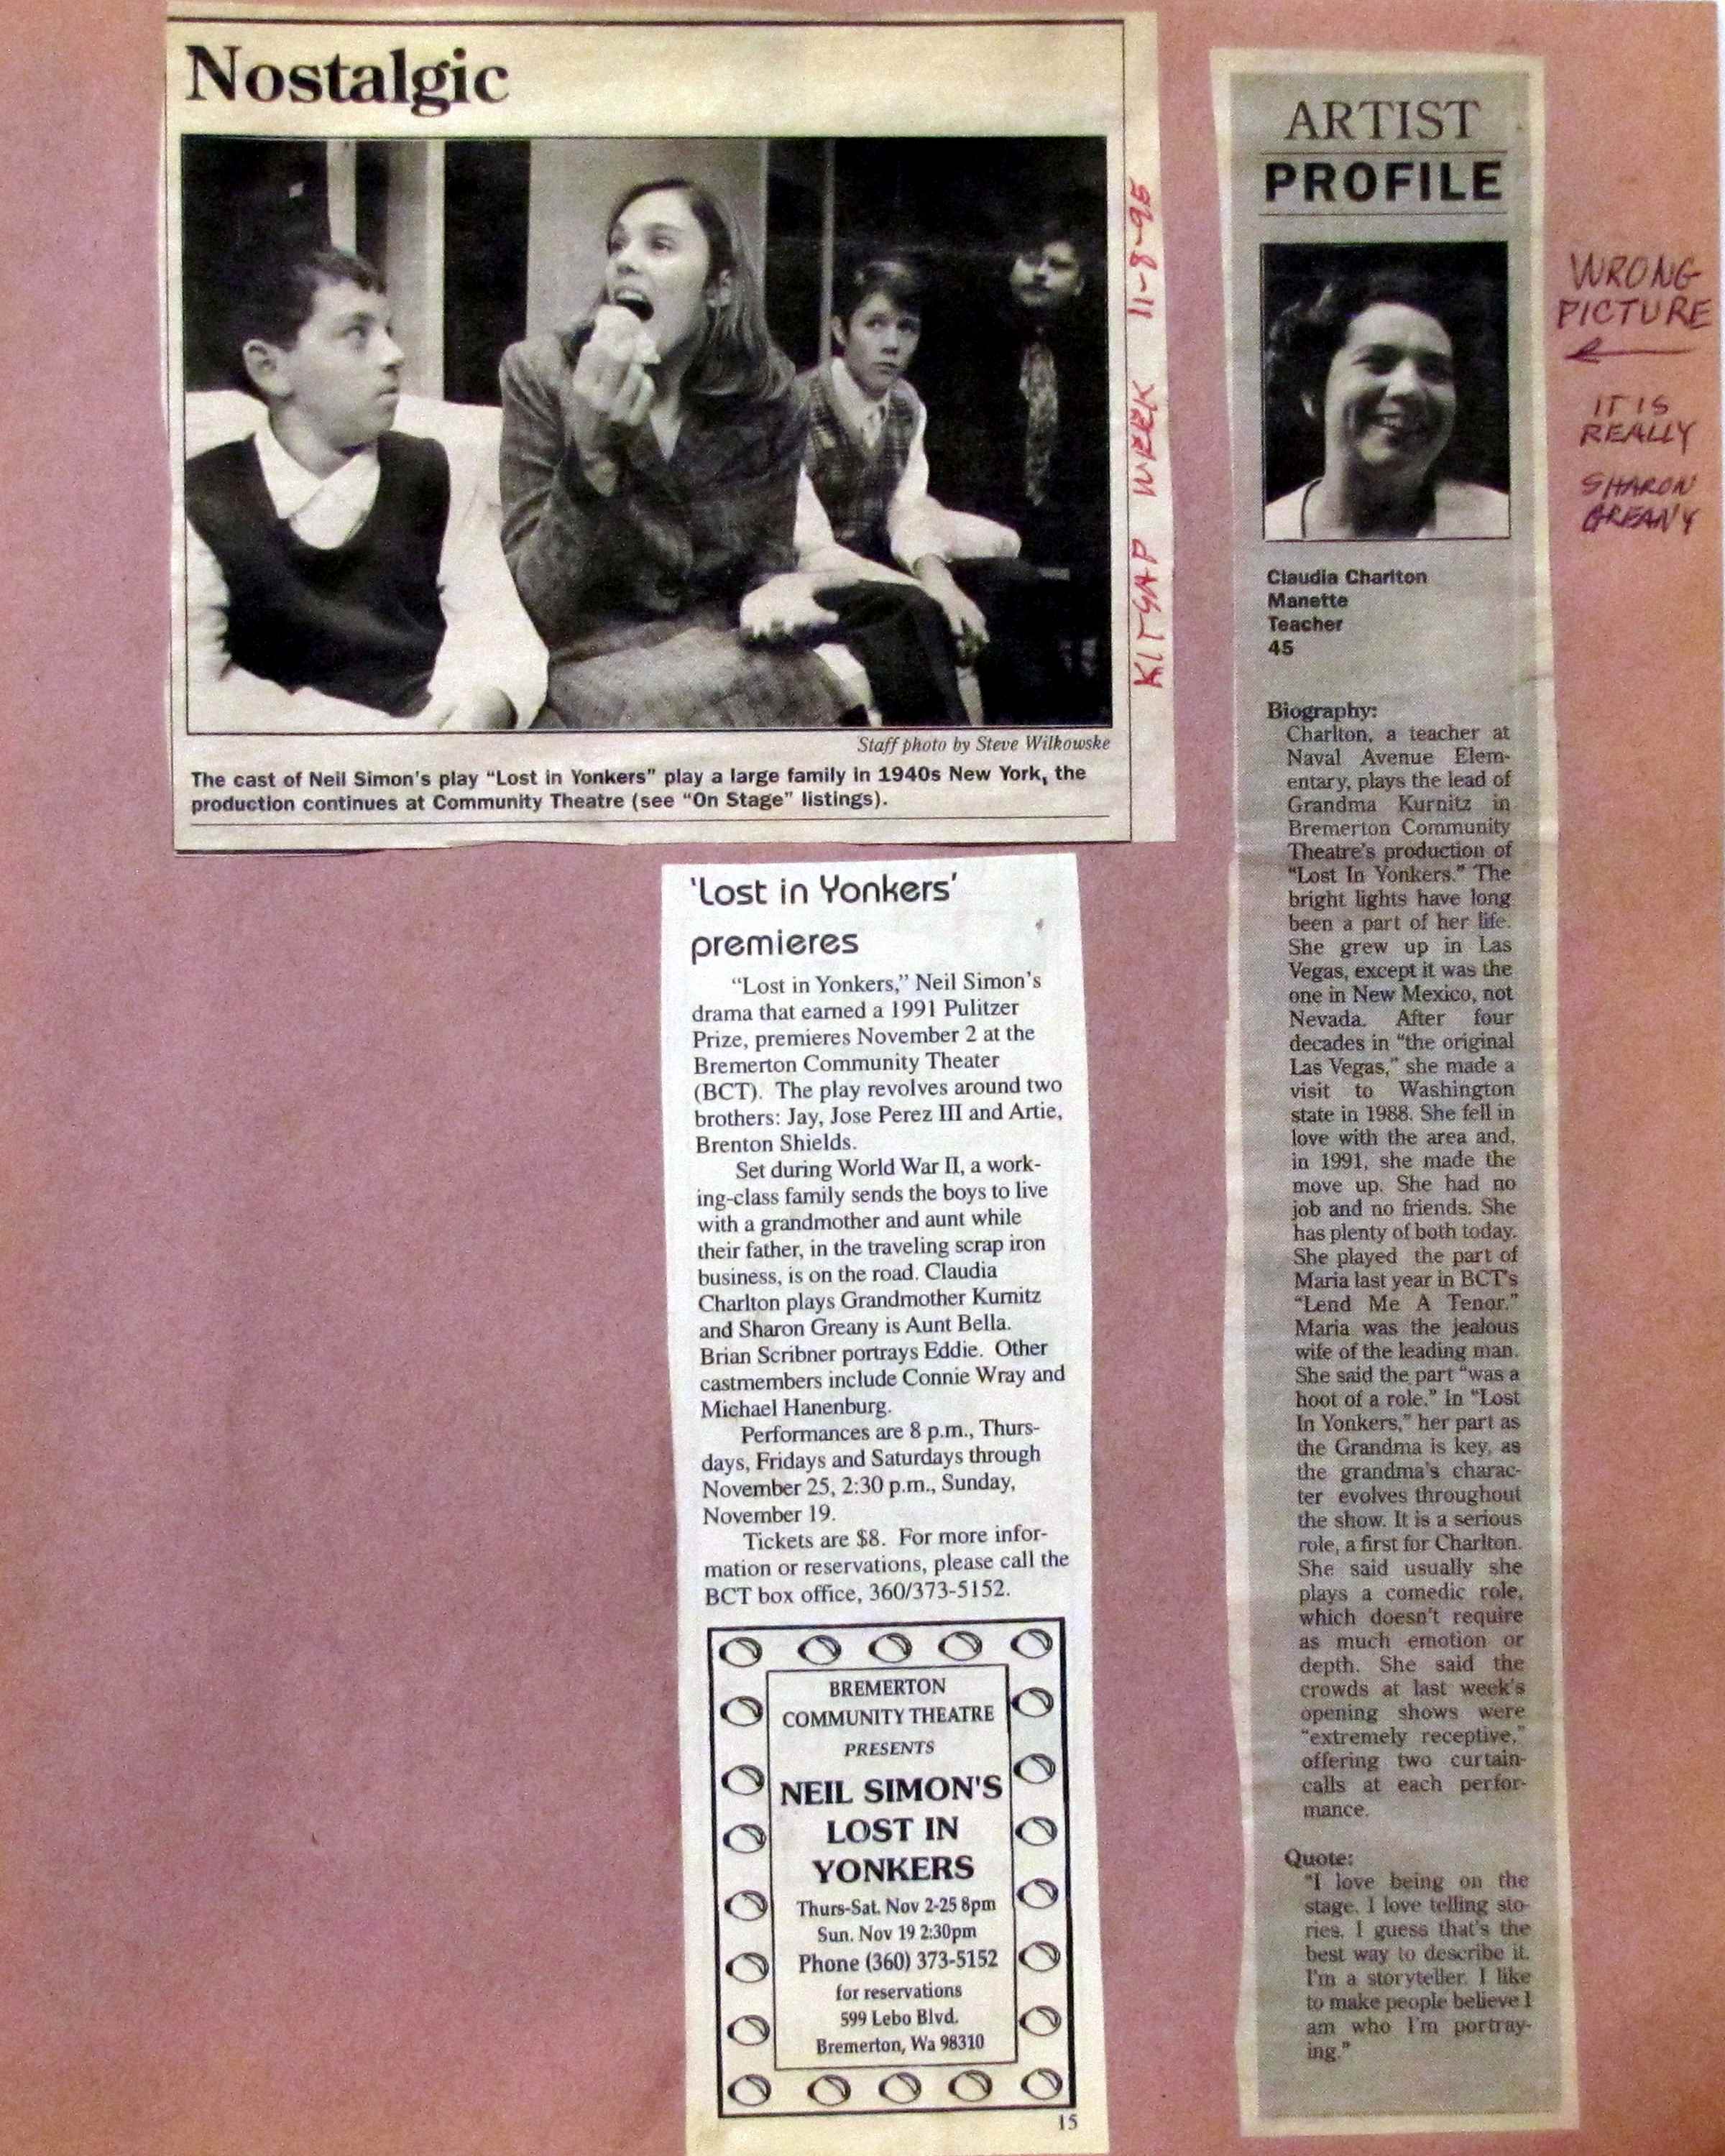 Nostalgic
Staff photo by Steve Wilkowske
The cast of Neil Simon's play “Lost in Yonkers” play a large family in 1940s New York, the
production continues at Community Theatre (see “On Stage” listings).
KITSAP WEEK 11-8-95
'Lost in Yonkers'
premieres
“Lost in Yonkers,” Neil Simon's
drama that earned a 1991 Pulitzer
Prize, premieres November 2 at the
Bremerton Community Theater
(BCT). The play revolves around two
brothers: Jay, Jose Perez III and Artie,
Brenton Shields.
Set during World War II, a work-
ing-class family sends the boys to live
with a grandmother and aunt while
their father, in the traveling scrap iron
business, is on the road. Claudia
Charlton plays Grandmother Kurnitz
and Sharon Greany is Aunt Bella.
Brian Scribner portrays Eddie. Other
castmembers include Connie Wray and
Michael Hanenburg.
Performances are 8 p.m., Thurs-
days, Fridays and Saturdays through
November 25, 2:30 p.m., Sunday,
November 19.
Tickets are $8. For more infor-
mation or reservations, please call the
BCT box office, 360/373-5152.
BREMERTON
COMMUNITY THEATRE
PRESENTS
NEIL SIMON'S
LOST IN
YONKERS
Thurs-Sat. Nov 2-25 8pm
Sun. Nov 19 2:30pm
Phone (360) 373-5152
for reservations
599 Lebo Blvd.
Bremerton, Wa 98310
15
ARTIST
PROFILE
Claudia Charlton
Manette
Teacher
45
Biography:
Charlton, a teacher at
Naval Avenue Elem-
entary, plays the lead of
Grandma Kurnitz in
Bremerton Community
Theatre's production of
“Lost In Yonkers.” The
bright lights have long
been a part of her life.
She grew up in Las
Vegas, except it was the
one in New Mexico, not
Nevada. After four
decades in “the original
Las Vegas,” she made a
visit to Washington
state in 1988. She fell in
love with the area and,
in 1991, she made the
move up. She had no
job and no friends. She
has plenty of both today.
She played the part of
Maria last year in BCT's
“Lend Me A Tenor.”
Maria was the jealous
wife of the leading man.
She said the part “was a
hoot of a role.” In “Lost
In Yonkers,” her part as
the Grandma is key, as
the grandma's charac-
ter evolves throughout
the show. It is a serious
role, a first for Charlton.
She said usually she
plays a comedic role,
which doesn't require
as much emotion or
depth. She said the
crowds at last week's
opening shows were
“extremely receptive,”
offering two curtain-
calls at each perfor-
mance.
Quote:
“I love being on the
stage. I love telling sto-
ries. I guess that's the
best way to describe it.
I'm a storyteller. I like
to make people believe I
am who I'm portray-
ing.”
WRONG
PICTURE
IT IS
REALLY
SHARON
GREANY